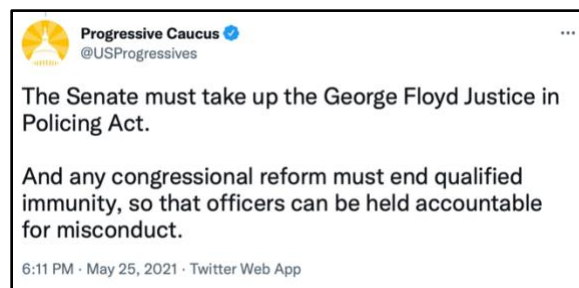 Progressive Caucus
@USProgressives
The Senate must take up the George Floyd Justice in
Policing Act.
And any congressional reform must end qualified
immunity, so that officers can be held accountable
for misconduct.
6:11 PM · May 25, 2021 · Twitter Web App